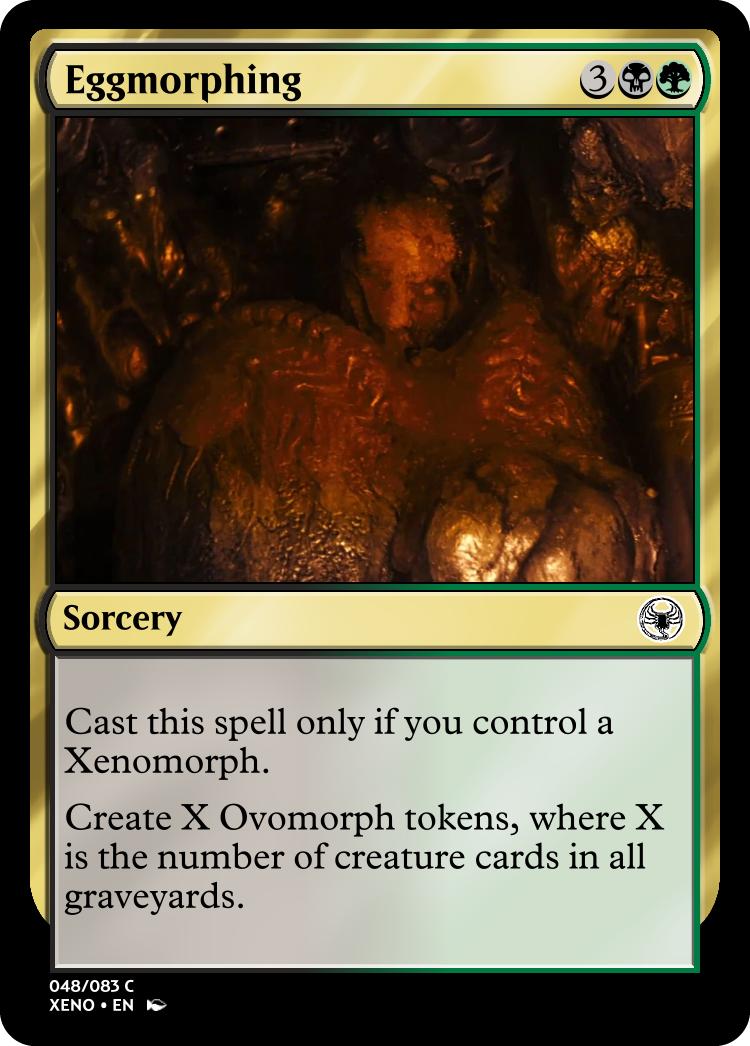 Eggmorphing 3
Sorcery
Cast this spell only if you control a
Xenomorph.
Create X Ovomorph tokens, where X
is the number of creature cards in all
graveyards.
048/083 C
XENO • EN